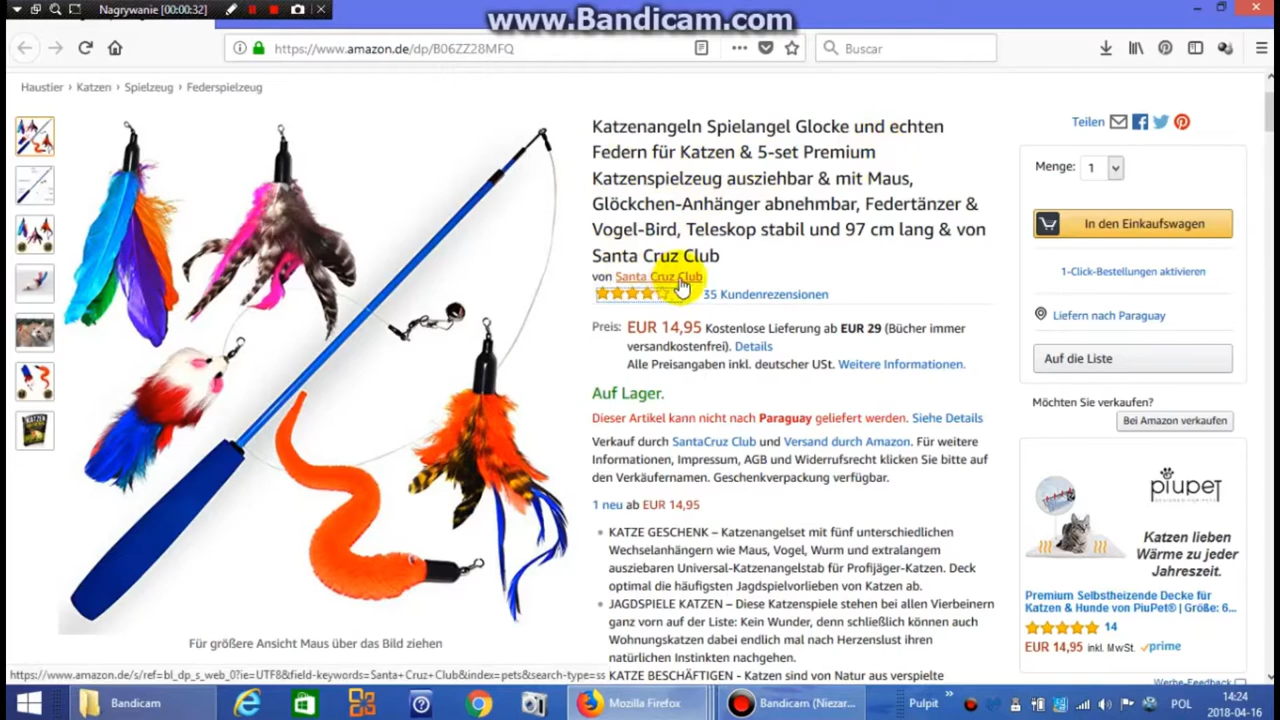 Nagrywanie [00:00:32]
www.Bandicam.com
https://www.amazon.de/dp/B06ZZ28MFQ
Buscar
Haustier › Katzen › Spielzeug › Federspielzeug
Katzenangeln Spielangel Glocke und echten
Federn für Katzen & 5-set Premium
Katzenspielzeug ausziehbar & mit Maus,
Glöckchen-Anhänger abnehmbar, Federtänzer &
Vogel-Bird, Teleskop stabil und 97 cm lang & von
Santa Cruz Club
von Santa Cruz Club
35 Kundenrezensionen
Preis: EUR 14,95 Kostenlose Lieferung ab EUR 29 (Bücher immer
versandkostenfrei). Details
Alle Preisangaben inkl. deutscher USt. Weitere Informationen.
Auf Lager.
Dieser Artikel kann nicht nach Paraguay geliefert werden. Siehe Details
Verkauf durch SantaCruz Club und Versand durch Amazon. Für weitere
Informationen, Impressum, AGB und Widerrufsrecht klicken Sie bitte auf
den Verkäufernamen. Geschenkverpackung verfügbar.
1 neu ab EUR 14,95
• KATZE GESCHENK – Katzenangelset mit fünf unterschiedlichen
Wechselanhängern wie Maus, Vogel, Wurm und extralangem
ausziebaren Universal-Katzenangelstab für Profijäger-Katzen. Deck
optimal die häufigsten Jagdspielvorlieben von Katzen ab.
• JAGDSPIELE KATZEN – Diese Katzenspiele stehen bei allen Vierbeinern
ganz vorn auf der Liste: Kein Wunder, denn schließlich können auch
Wohnungskatzen dabei endlich mal nach Herzenslust ihren
natürlichen Instinkten nachgehen.
KATZE BESCHÄFTIGEN - Katzen sind von Natur aus verspielte
Für größere Ansicht Maus über das Bild ziehen
Teilen
Menge: 1
In den Einkaufswagen
1-Click-Bestellungen aktivieren
Liefern nach Paraguay
Auf die Liste
Möchten Sie verkaufen?
Bei Amazon verkaufen
piupet
Katzen lieben
Wärme zu jeder
Jahreszeit.
Premium Selbstheizende Decke für
Katzen & Hunde von PiuPet® | Größe: 6...
14
EUR 14,95 inkl. MwSt. prime
Werbe-Feedback
https://www.amazon.de/s/ref=bl_dp_s_web_0?ie=UTF8&field-keywords=Santa+Cruz+Club&index=pets&search-type=ss
Bandicam
Mozilla Firefox
Bandicam (Niezar...
Pulpit
POL
14:24
2018-04-16